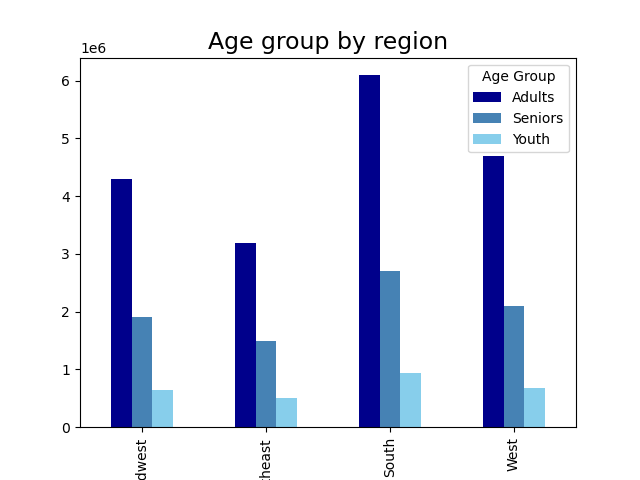 Age group by region
1e6
Age Group
Adults
Seniors
Youth
6
5
4
3
2
1
0
dwest
theast
South
West